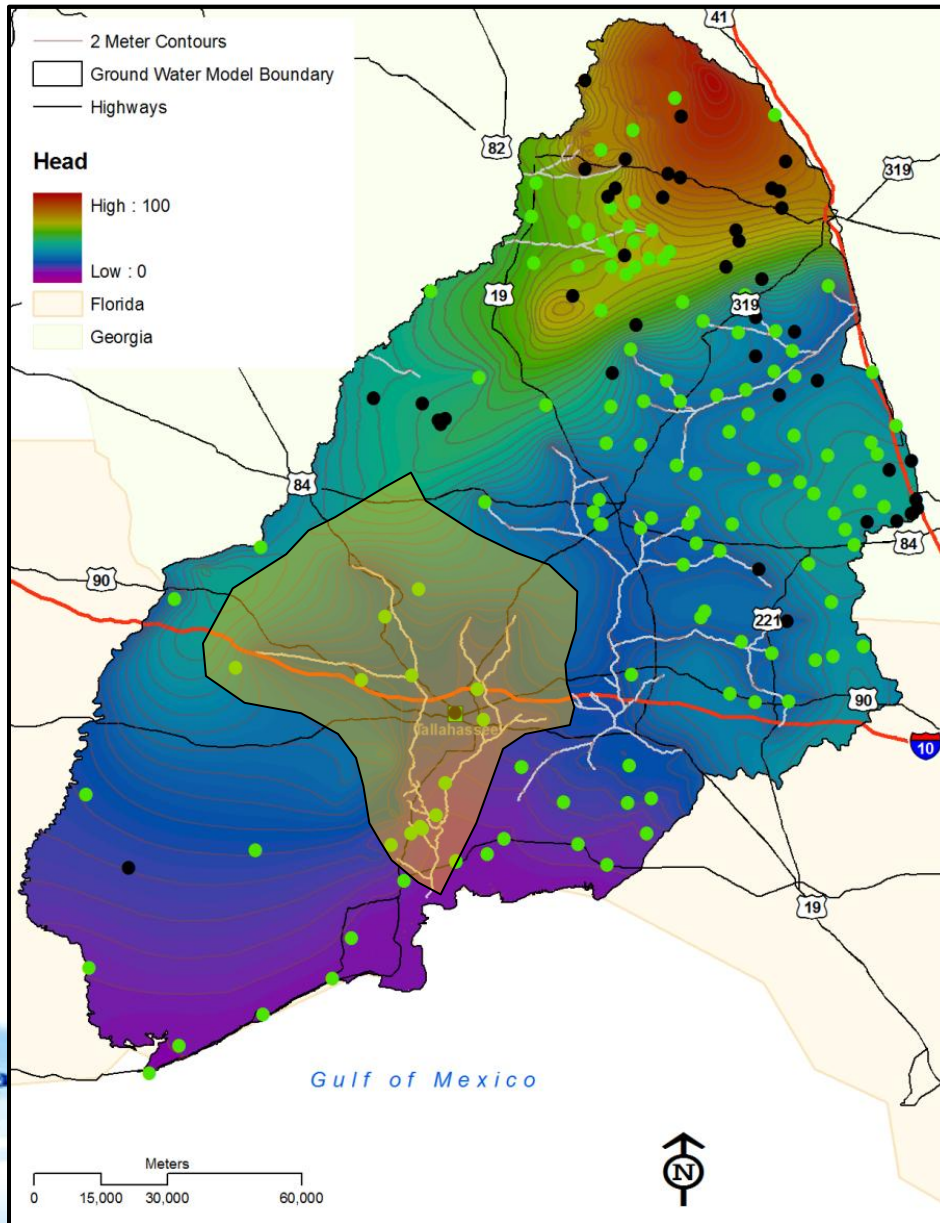 2 Meter Contours
Ground Water Model Boundary
Highways
Head
High : 100
Low : 0
Florida
Georgia
41
82
319
19
319
84
84
90
221
90
10
Tallahassee
19
Gulf of Mexico
Meters
0 15,000 30,000 60,000
N